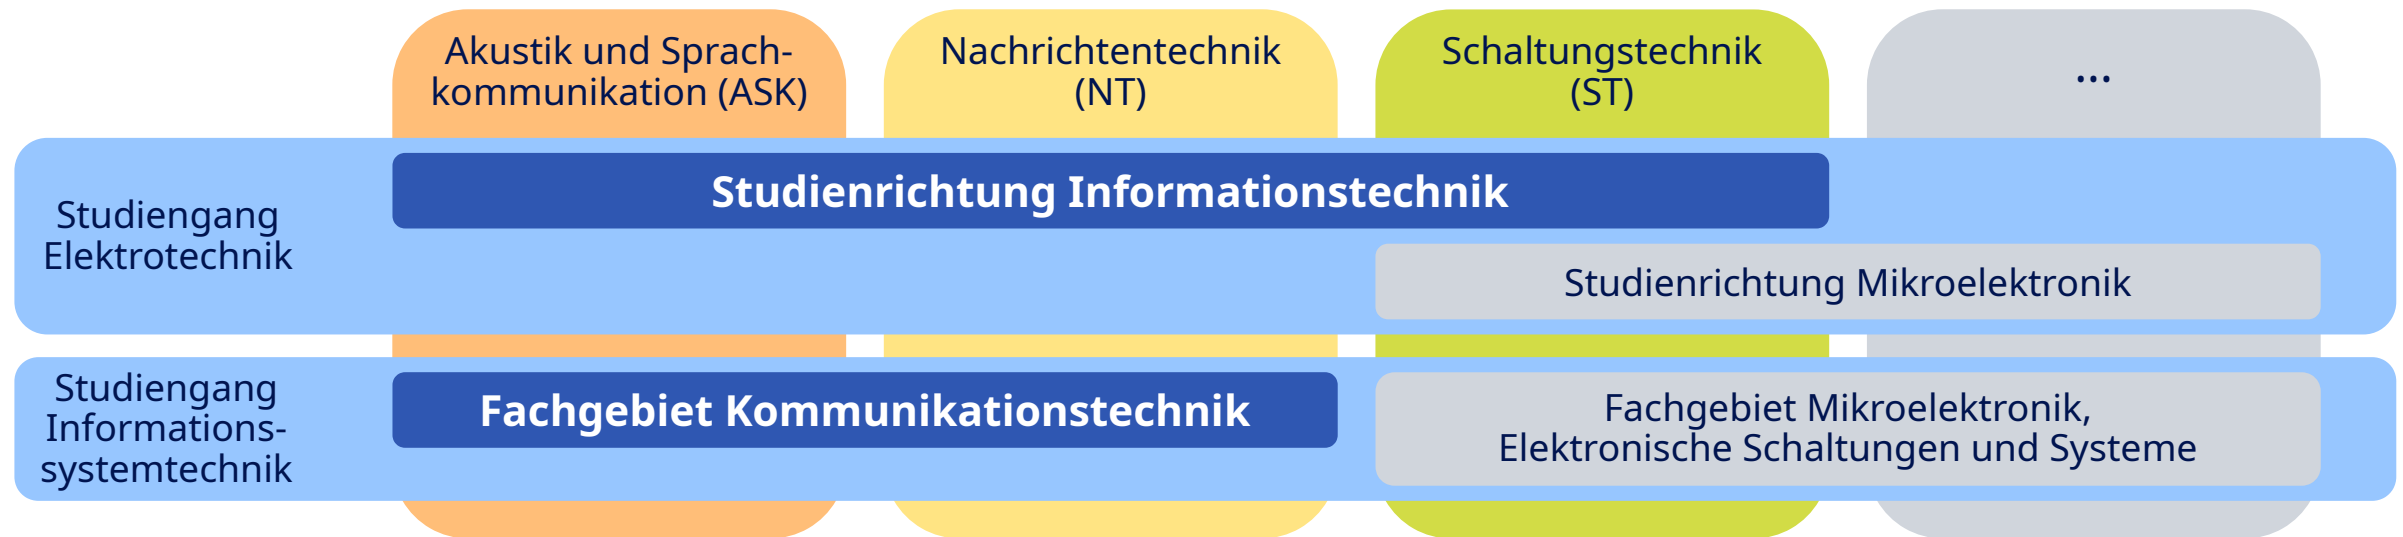 Akustik und Sprach-
kommunikation (ASK)
Nachrichtentechnik
(NT)
Schaltungstechnik
(ST)
...
Studiengang
Elektrotechnik
Studienrichtung Informationstechnik
Studienrichtung Mikroelektronik
Studiengang
Informations-
systemtechnik
Fachgebiet Kommunikationstechnik
Fachgebiet Mikroelektronik,
Elektronische Schaltungen und Systeme